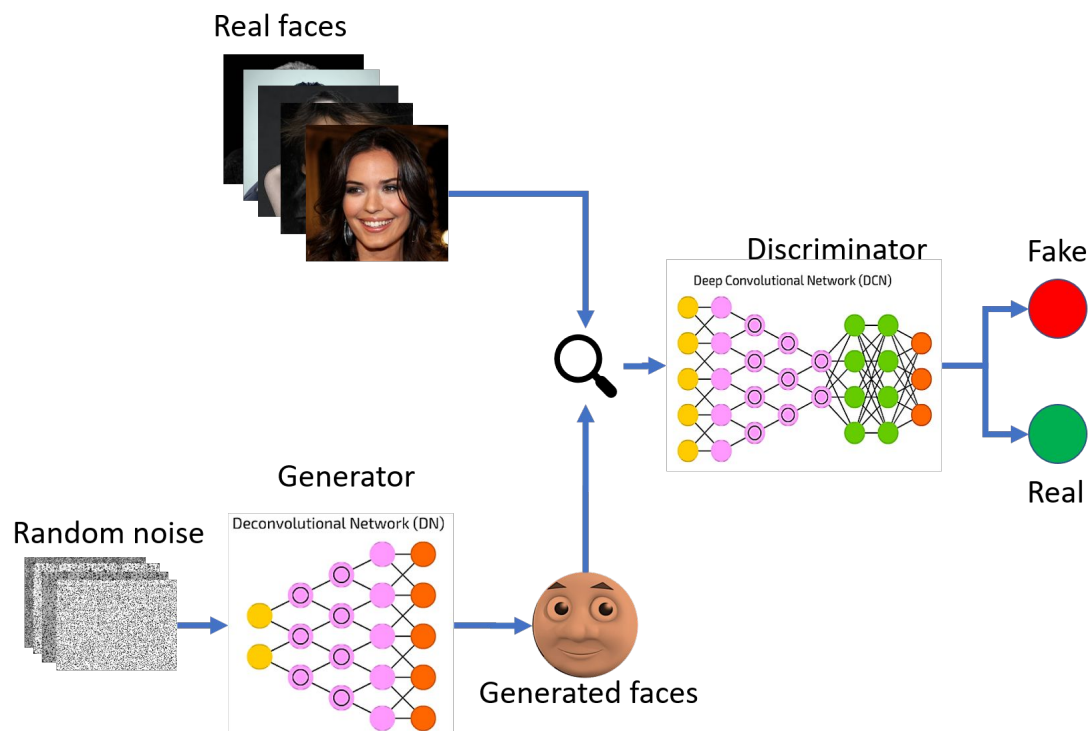 Real faces
Discriminator
Fake
Deep Convolutional Network (DCN)
Generator
Real
Random noise
Deconvolutional Network (DN)
Generated faces